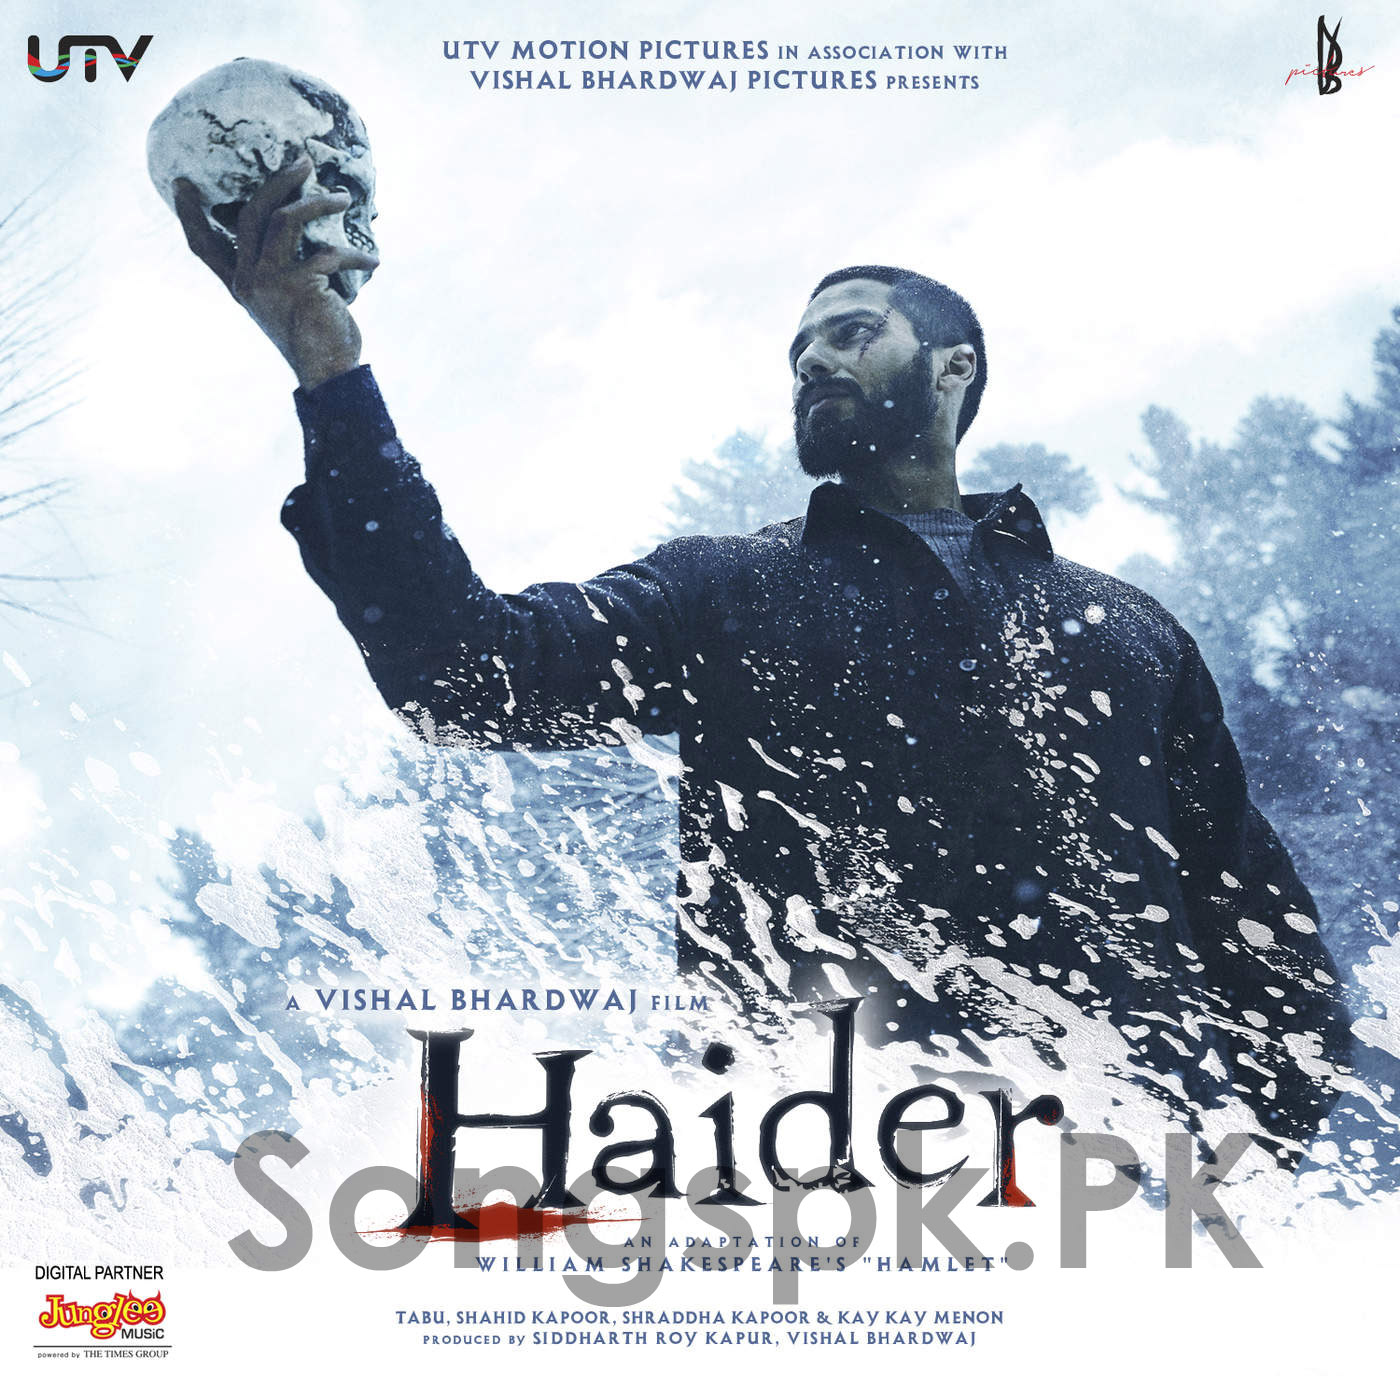 UTV
UTV MOTION PICTURES IN ASSOCIATION WITH
VISHAL BHARDWAJ PICTURES PRESENTS
VB pictures
A VISHAL BHARDWAJ FILM
Haider
Songspk.PK
AN ADAPTATION OF
WILLIAM SHAKESPEARE'S "HAMLET"
DIGITAL PARTNER
Junglee
MUSIC
powered by THE TIMES GROUP
TABU, SHAHID KAPOOR, SHRADDHA KAPOOR & KAY KAY MENON
PRODUCED BY SIDDHARTH ROY KAPUR, VISHAL BHARDWAJ